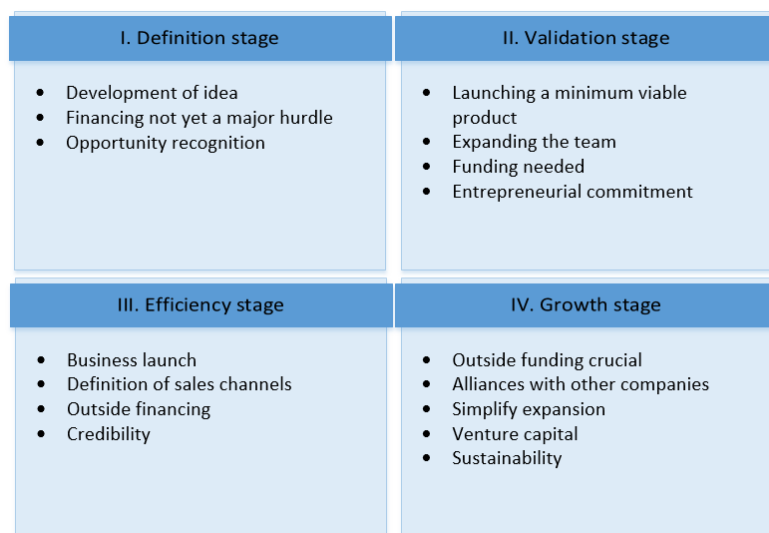 I. Definition stage
• Development of idea
• Financing not yet a major hurdle
• Opportunity recognition
II. Validation stage
• Launching a minimum viable
product
• Expanding the team
• Funding needed
• Entrepreneurial commitment
III. Efficiency stage
• Business launch
• Definition of sales channels
• Outside financing
• Credibility
IV. Growth stage
• Outside funding crucial
• Alliances with other companies
• Simplify expansion
• Venture capital
• Sustainability